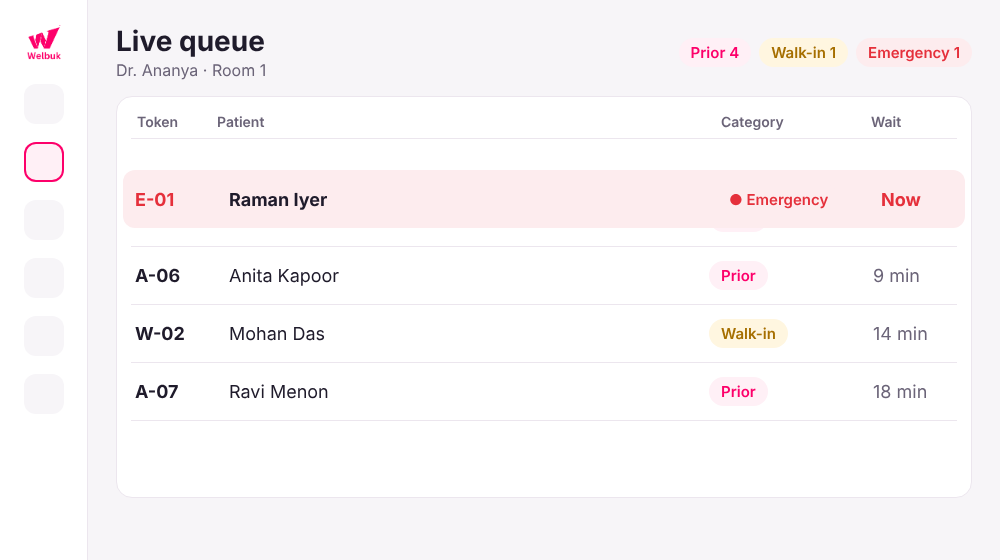 Welbuk
Live queue
Dr. Ananya · Room 1
Prior 4 Walk-in 1 Emergency 1
Token Patient Category Wait
E-01 Raman Iyer Emergency Now
A-06 Anita Kapoor Prior 9 min
W-02 Mohan Das Walk-in 14 min
A-07 Ravi Menon Prior 18 min